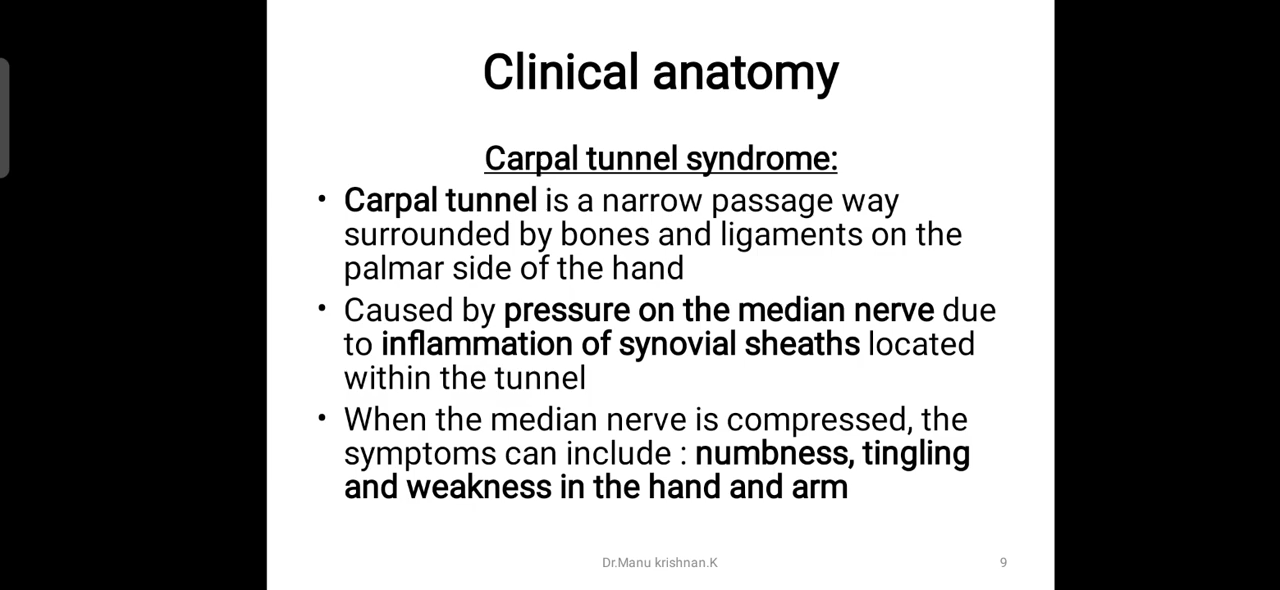 Clinical anatomy
Carpal tunnel syndrome:
• Carpal tunnel is a narrow passage way
surrounded by bones and ligaments on the
palmar side of the hand
• Caused by pressure on the median nerve due
to inflammation of synovial sheaths located
within the tunnel
• When the median nerve is compressed, the
symptoms can include : numbness, tingling
and weakness in the hand and arm
Dr.Manu krishnan.K 9